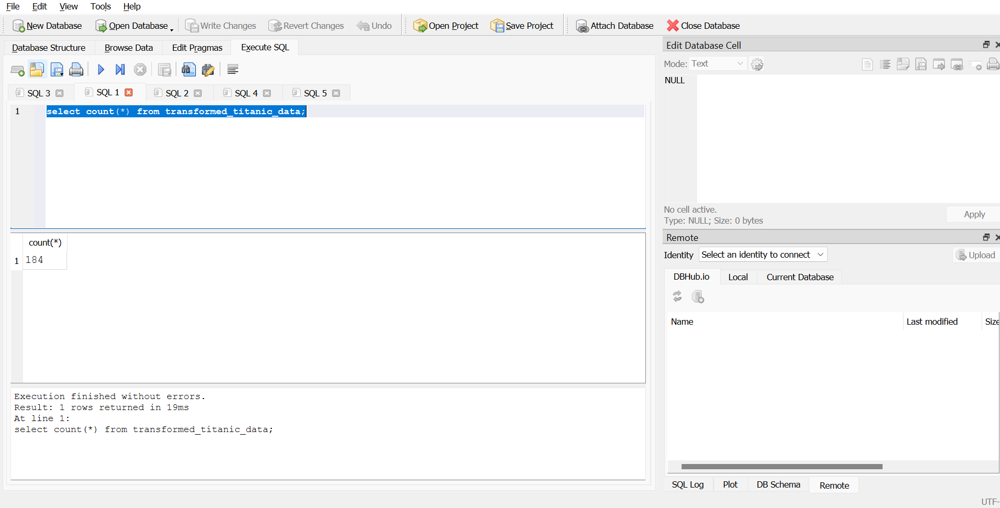 File Edit View Tools Help
New Database Open Database Write Changes Revert Changes Undo Open Project Save Project Attach Database Close Database
Database Structure Browse Data Edit Pragmas Execute SQL
SQL 3 SQL 1 SQL 2 SQL 4 SQL 5
1 select count(*) from transformed_titanic_data;
count(*)
1 184
Execution finished without errors.
Result: 1 rows returned in 19ms
At line 1:
select count(*) from transformed_titanic_data;
Edit Database Cell
Mode: Text
NULL
No cell active.
Type: NULL; Size: 0 bytes
Apply
Remote
Identity Select an identity to connect Upload
DBHub.io Local Current Database
Name Last modified Size
SQL Log Plot DB Schema Remote
UTF-